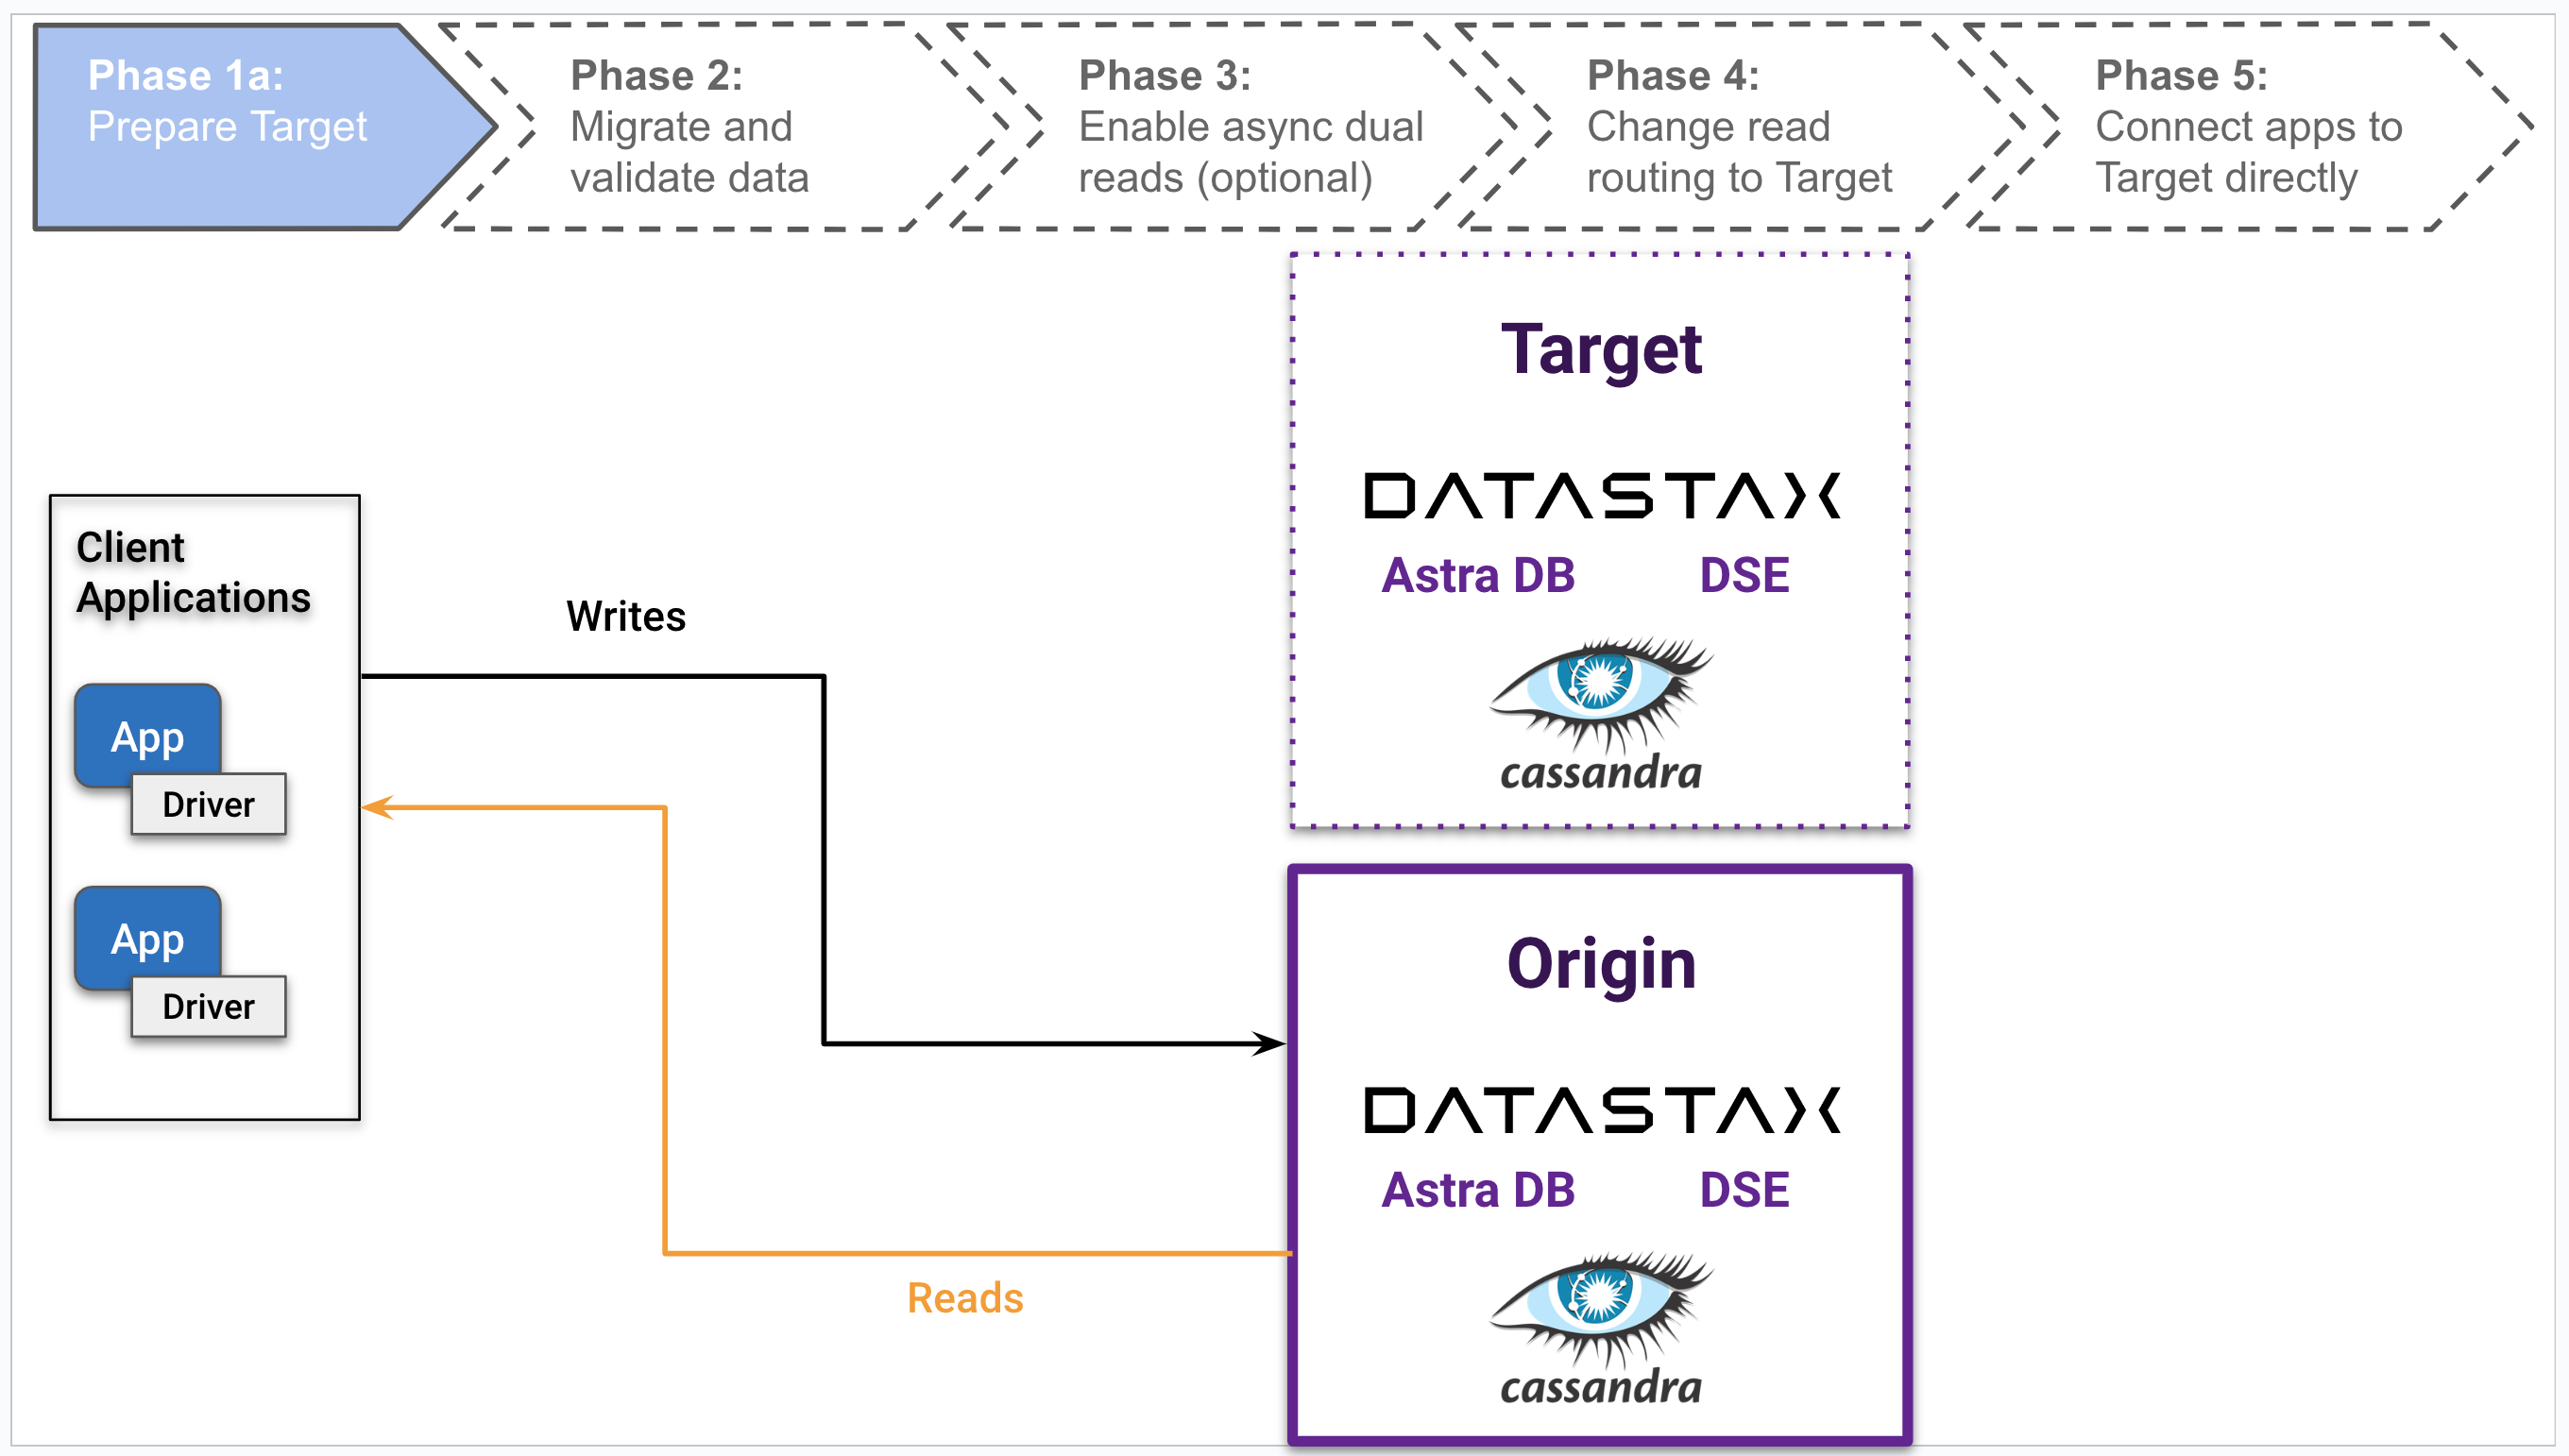 Phase 1a:
Prepare Target
Phase 2:
Migrate and
validate data
Phase 3:
Enable async dual
reads (optional)
Phase 4:
Change read
routing to Target
Phase 5:
Connect apps to
Target directly
Target
DATASTAX
Astra DB DSE
cassandra
Client
Applications
App
Driver
App
Driver
Writes
Reads
Origin
DATASTAX
Astra DB DSE
cassandra